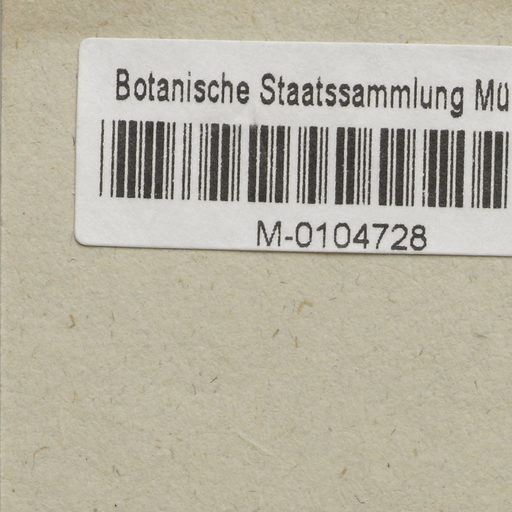 Botanische Staatssammlung Mü
M-0104728